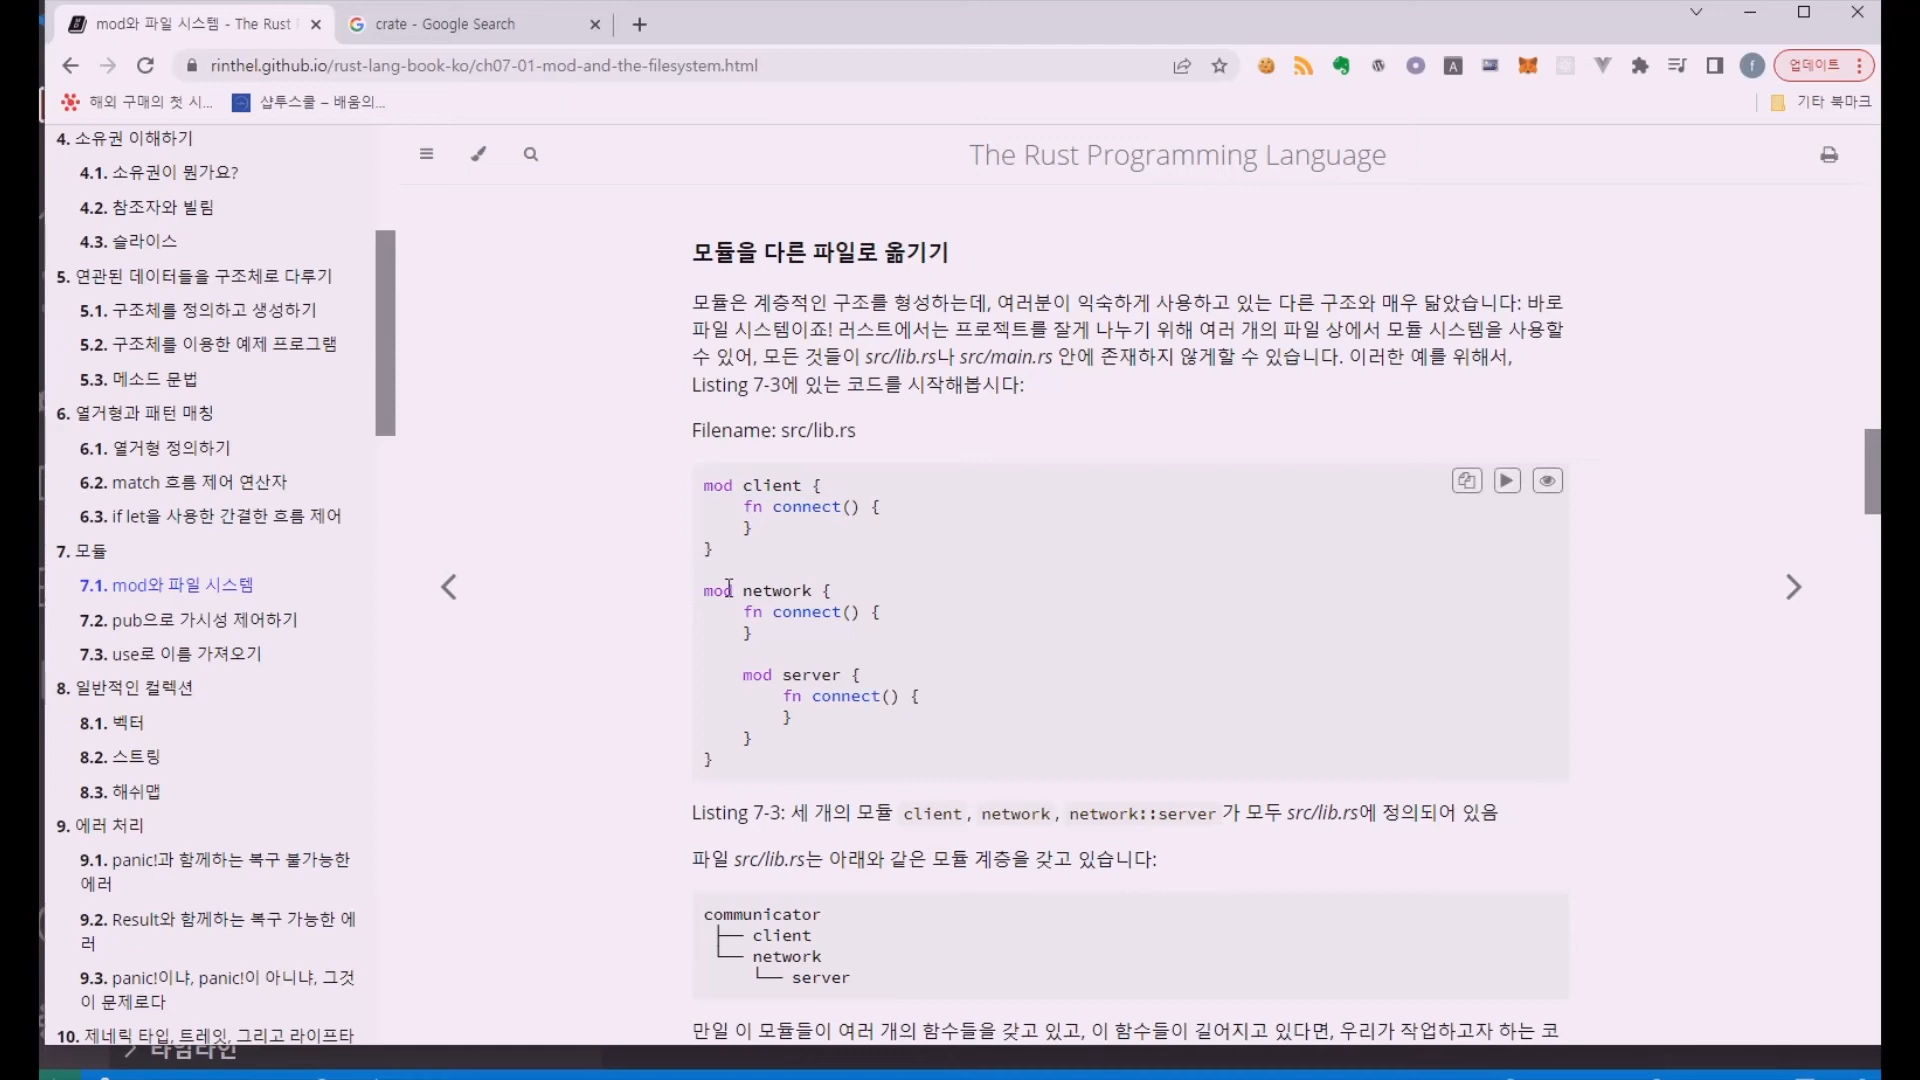 mod와 파일 시스템 - The Rust
crate - Google Search
rinthel.github.io/rust-lang-book-ko/ch07-01-mod-and-the-filesystem.html
업데이트
해외 구매의 첫 시...
샵투스쿨 – 배움의...
기타 북마크
4. 소유권 이해하기
4.1. 소유권이 뭔가요?
4.2. 참조자와 빌림
4.3. 슬라이스
5. 연관된 데이터들을 구조체로 다루기
5.1. 구조체를 정의하고 생성하기
5.2. 구조체를 이용한 예제 프로그램
5.3. 메소드 문법
6. 열거형과 패턴 매칭
6.1. 열거형 정의하기
6.2. match 흐름 제어 연산자
6.3. if let을 사용한 간결한 흐름 제어
7. 모듈
7.1. mod와 파일 시스템
7.2. pub으로 가시성 제어하기
7.3. use로 이름 가져오기
8. 일반적인 컬렉션
8.1. 벡터
8.2. 스트링
8.3. 해쉬맵
9. 에러 처리
9.1. panic!과 함께하는 복구 불가능한
에러
9.2. Result와 함께하는 복구 가능한 에
러
9.3. panic!이냐, panic!이 아니냐, 그것
이 문제로다
10. 제네릭 타입, 트레잇, 그리고 라이프타
타임라인
The Rust Programming Language
모듈을 다른 파일로 옮기기
모듈은 계층적인 구조를 형성하는데, 여러분이 익숙하게 사용하고 있는 다른 구조와 매우 닮았습니다: 바로
파일 시스템이죠! 러스트에서는 프로젝트를 잘게 나누기 위해 여러 개의 파일 상에서 모듈 시스템을 사용할
수 있어, 모든 것들이 src/lib.rs나 src/main.rs 안에 존재하지 않게할 수 있습니다. 이러한 예를 위해서,
Listing 7-3에 있는 코드를 시작해봅시다:
Filename: src/lib.rs
mod client {
fn connect() {
}
}
mod network {
fn connect() {
}
mod server {
fn connect() {
}
}
}
Listing 7-3: 세 개의 모듈 client, network, network::server가 모두 src/lib.rs에 정의되어 있음
파일 src/lib.rs는 아래와 같은 모듈 계층을 갖고 있습니다:
communicator
├── client
└── network
└── server
만일 이 모듈들이 여러 개의 함수들을 갖고 있고, 이 함수들이 길어지고 있다면, 우리가 작업하고자 하는 코